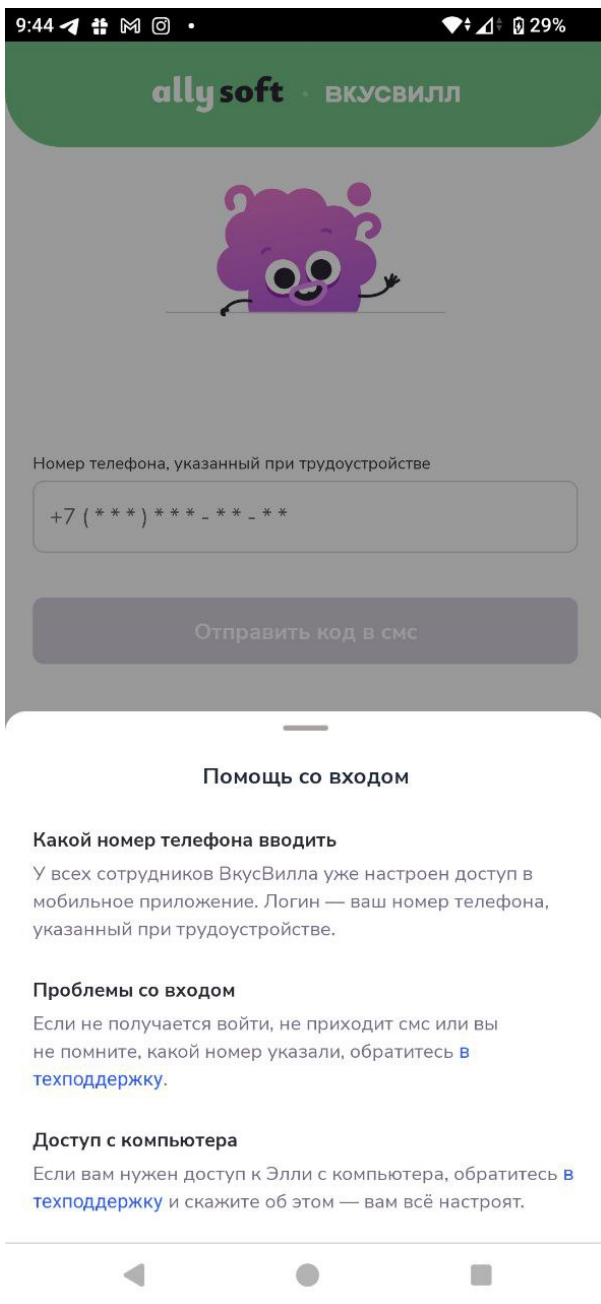 9:44 29%
ally soft · ВКУСВИЛЛ
Номер телефона, указанный при трудоустройстве
+7 (***) ***-**-**
Отправить код в смс
Помощь со входом
Какой номер телефона вводить
У всех сотрудников ВкусВилла уже настроен доступ в
мобильное приложение. Логин — ваш номер телефона,
указанный при трудоустройстве.
Проблемы со входом
Если не получается войти, не приходит смс или вы
не помните, какой номер указали, обратитесь в
техподдержку.
Доступ с компьютера
Если вам нужен доступ к Элли с компьютера, обратитесь в
техподдержку и скажите об этом — вам всё настроят.